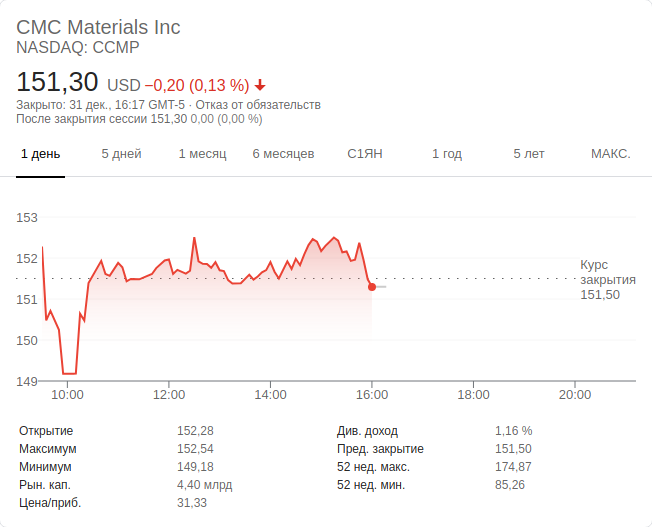 CMC Materials Inc
NASDAQ: CCMP
151,30 USD −0,20 (0,13 %)
Закрыто: 31 дек., 16:17 GMT-5 · Отказ от обязательств
После закрытия сессии 151,30 0,00 (0,00 %)
1 день 5 дней 1 месяц 6 месяцев С1ЯН 1 год 5 лет МАКС.
153
152
Курс
закрытия
151,50
151
150
149
10:00 12:00 14:00 16:00 18:00 20:00
Открытие 152,28 Див. доход 1,16 %
Максимум 152,54 Пред. закрытие 151,50
Минимум 149,18 52 нед. макс. 174,87
Рын. кап. 4,40 млрд 52 нед. мин. 85,26
Цена/приб. 31,33